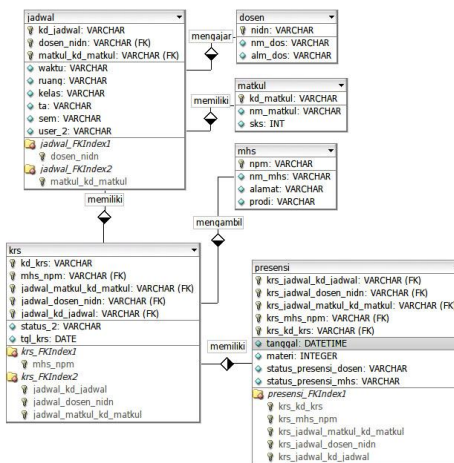 jadwal
kd_jadwal: VARCHAR
dosen_nidn: VARCHAR (FK)
matkul_kd_matkul: VARCHAR (FK)
waktu: VARCHAR
ruang: VARCHAR
kelas: VARCHAR
ta: VARCHAR
sem: VARCHAR
user_2: VARCHAR
jadwal_FKIndex1
dosen_nidn
jadwal_FKIndex2
matkul_kd_matkul
mengajar
dosen
nidn: VARCHAR
nm_dos: VARCHAR
alm_dos: VARCHAR
memiliki
matkul
kd_matkul: VARCHAR
nm_matkul: VARCHAR
sks: INT
mhs
npm: VARCHAR
nm_mhs: VARCHAR
alamat: VARCHAR
prodi: VARCHAR
memiliki
mengambil
krs
kd_krs: VARCHAR
mhs_npm: VARCHAR (FK)
jadwal_matkul_kd_matkul: VARCHAR (FK)
jadwal_dosen_nidn: VARCHAR (FK)
jadwal_kd_jadwal: VARCHAR (FK)
status_2: VARCHAR
tgl_krs: DATE
krs_FKIndex1
mhs_npm
krs_FKIndex2
jadwal_kd_jadwal
jadwal_dosen_nidn
jadwal_matkul_kd_matkul
memiliki
presensi
krs_jadwal_kd_jadwal: VARCHAR (FK)
krs_jadwal_dosen_nidn: VARCHAR (FK)
krs_jadwal_matkul_kd_matkul: VARCHAR (FK)
krs_mhs_npm: VARCHAR (FK)
krs_kd_krs: VARCHAR (FK)
tanggal: DATETIME
materi: INTEGER
status_presensi_dosen: VARCHAR
status_presensi_mhs: VARCHAR
presensi_FKIndex1
krs_kd_krs
krs_mhs_npm
krs_jadwal_matkul_kd_matkul
krs_jadwal_dosen_nidn
krs_jadwal_kd_jadwal